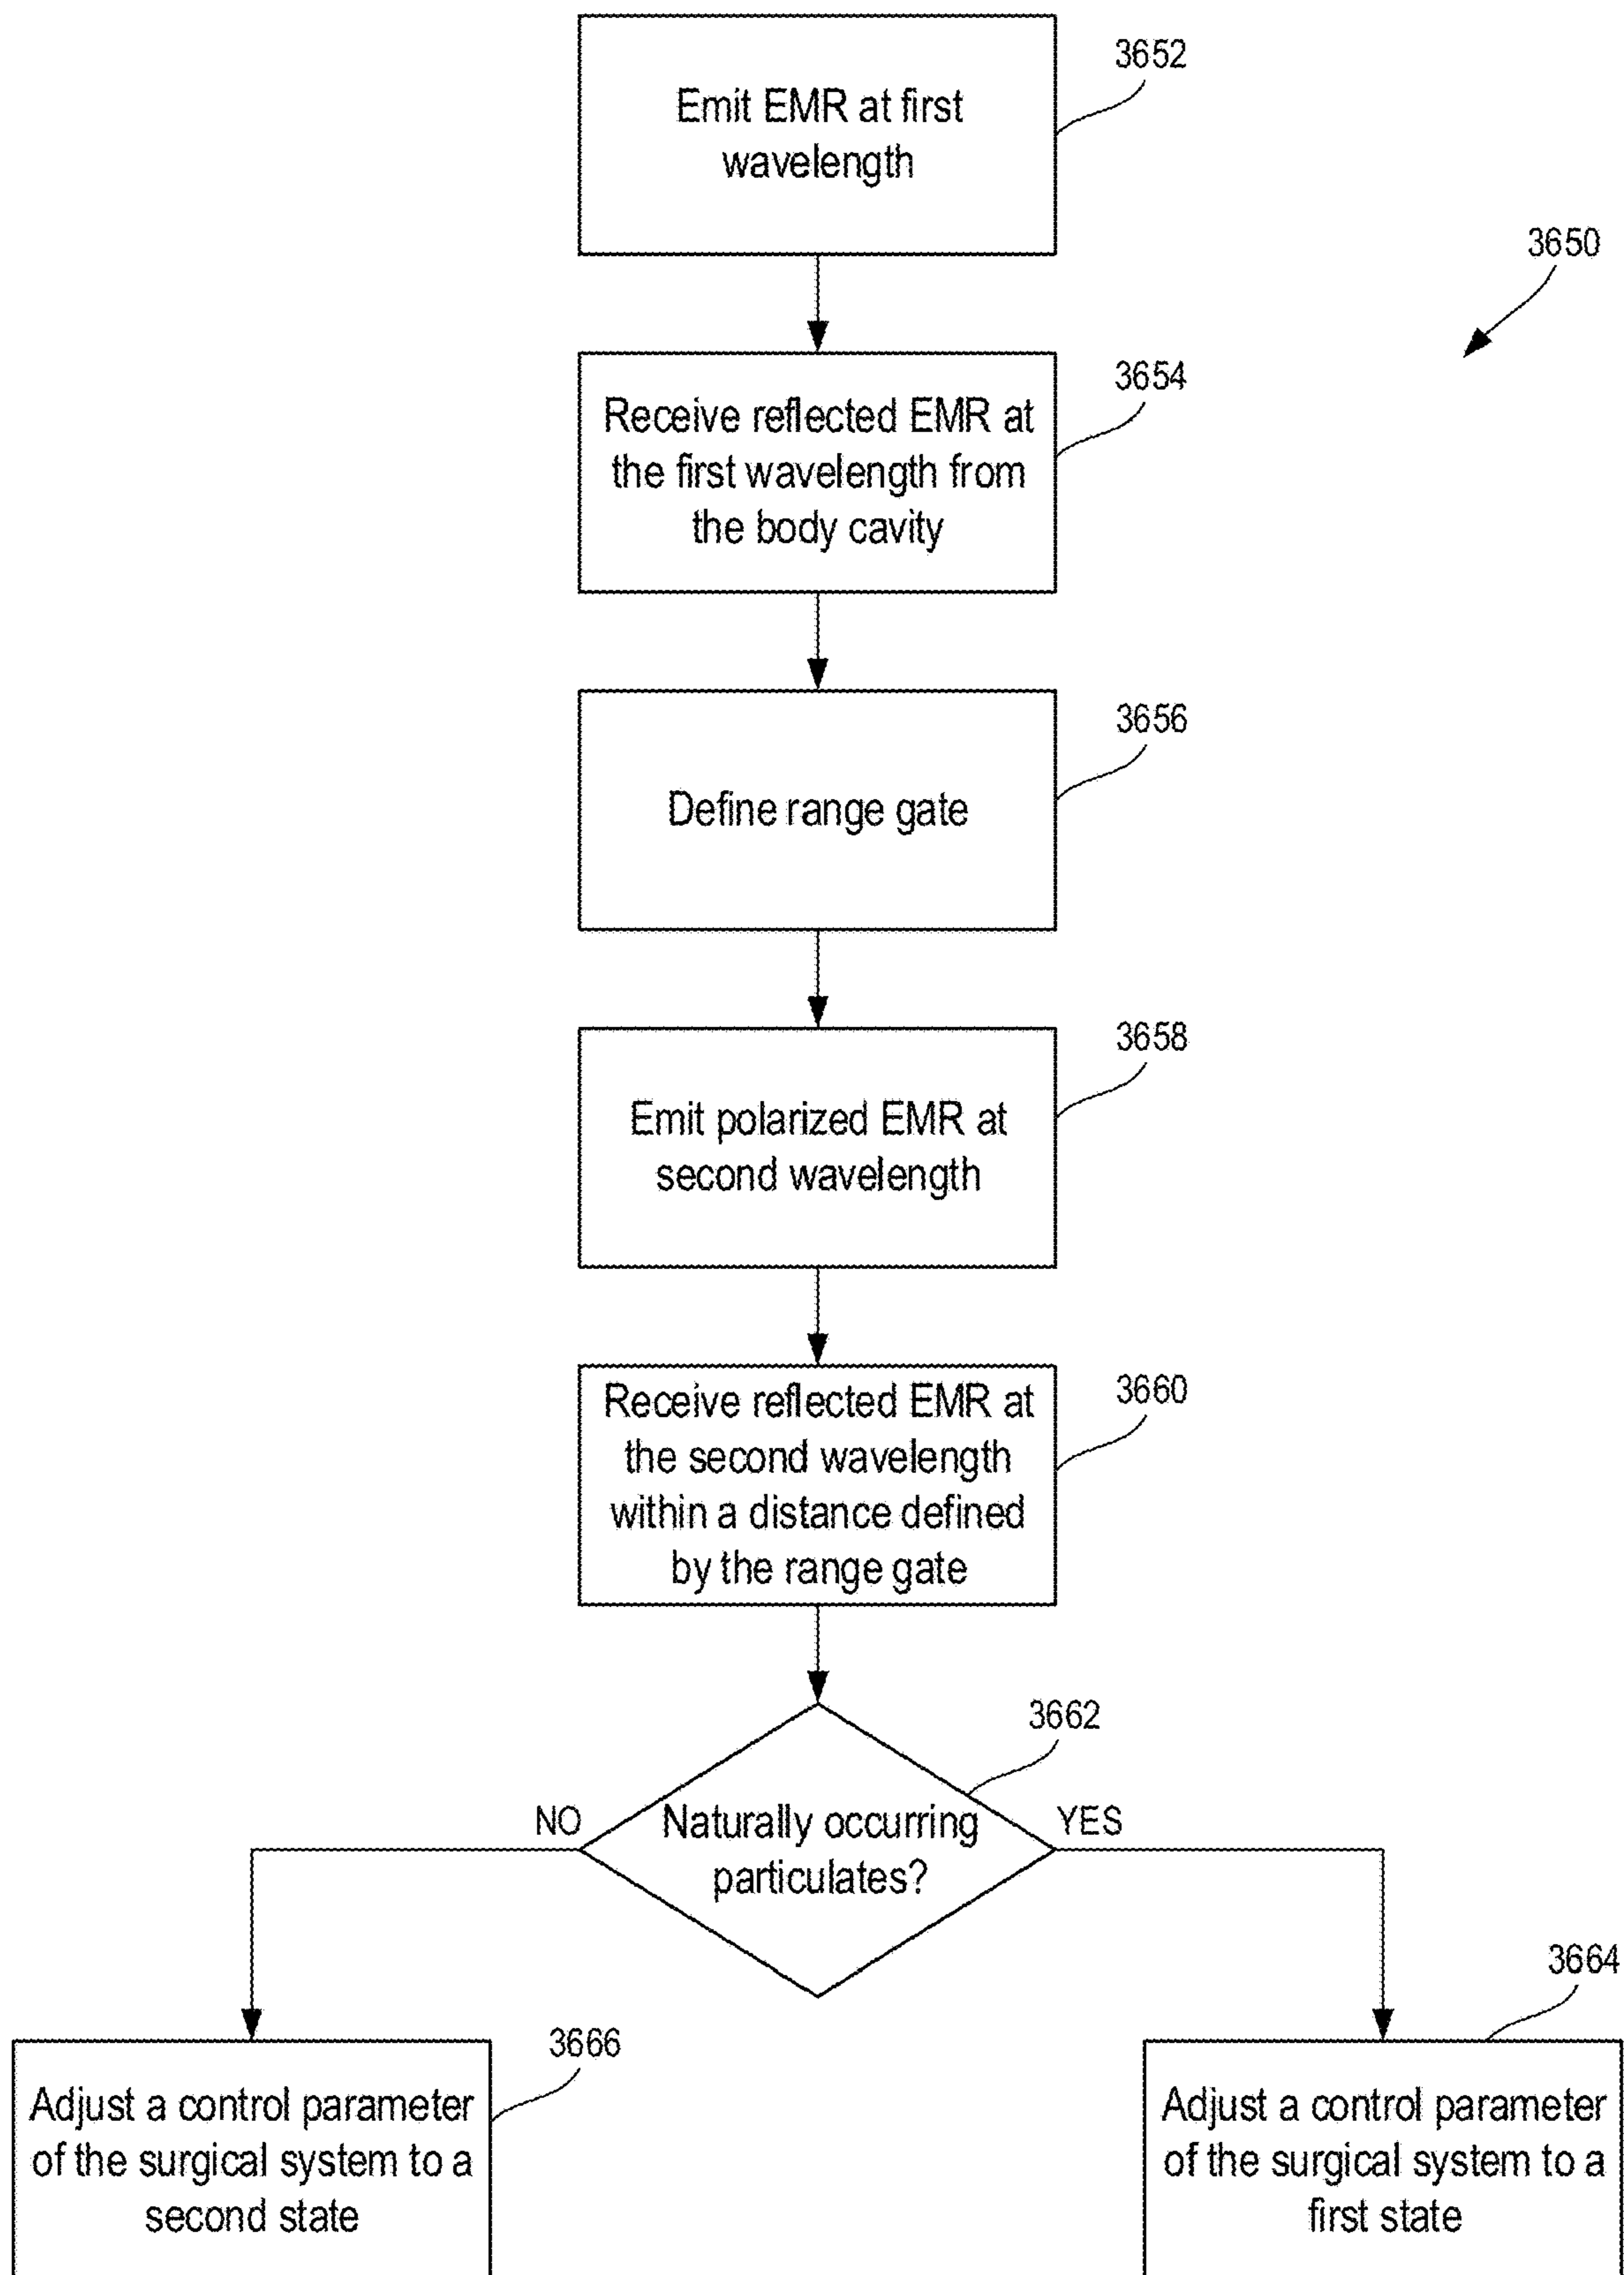 Emit EMR at first
wavelength
3652
3650
Receive reflected EMR at
the first wavelength from
the body cavity
3654
Define range gate
3656
Emit polarized EMR at
second wavelength
3658
Receive reflected EMR at
the second wavelength
within a distance defined
by the range gate
3660
3662
Naturally occurring
particulates?
NO
YES
3666
Adjust a control parameter
of the surgical system to a
second state
3664
Adjust a control parameter
of the surgical system to a
first state